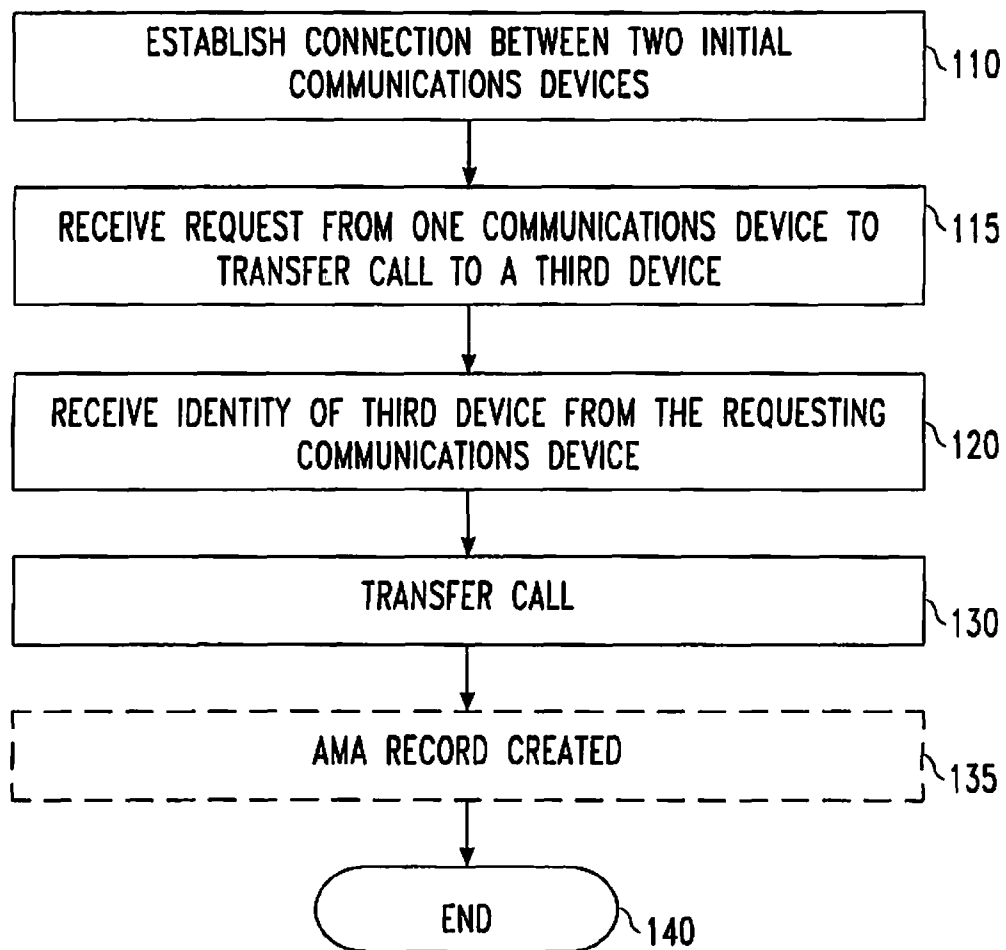 ESTABLISH CONNECTION BETWEEN TWO INITIAL
COMMUNICATIONS DEVICES
110
RECEIVE REQUEST FROM ONE COMMUNICATIONS DEVICE TO
TRANSFER CALL TO A THIRD DEVICE
115
RECEIVE IDENTITY OF THIRD DEVICE FROM THE REQUESTING
COMMUNICATIONS DEVICE
120
TRANSFER CALL
130
AMA RECORD CREATED
135
END
140